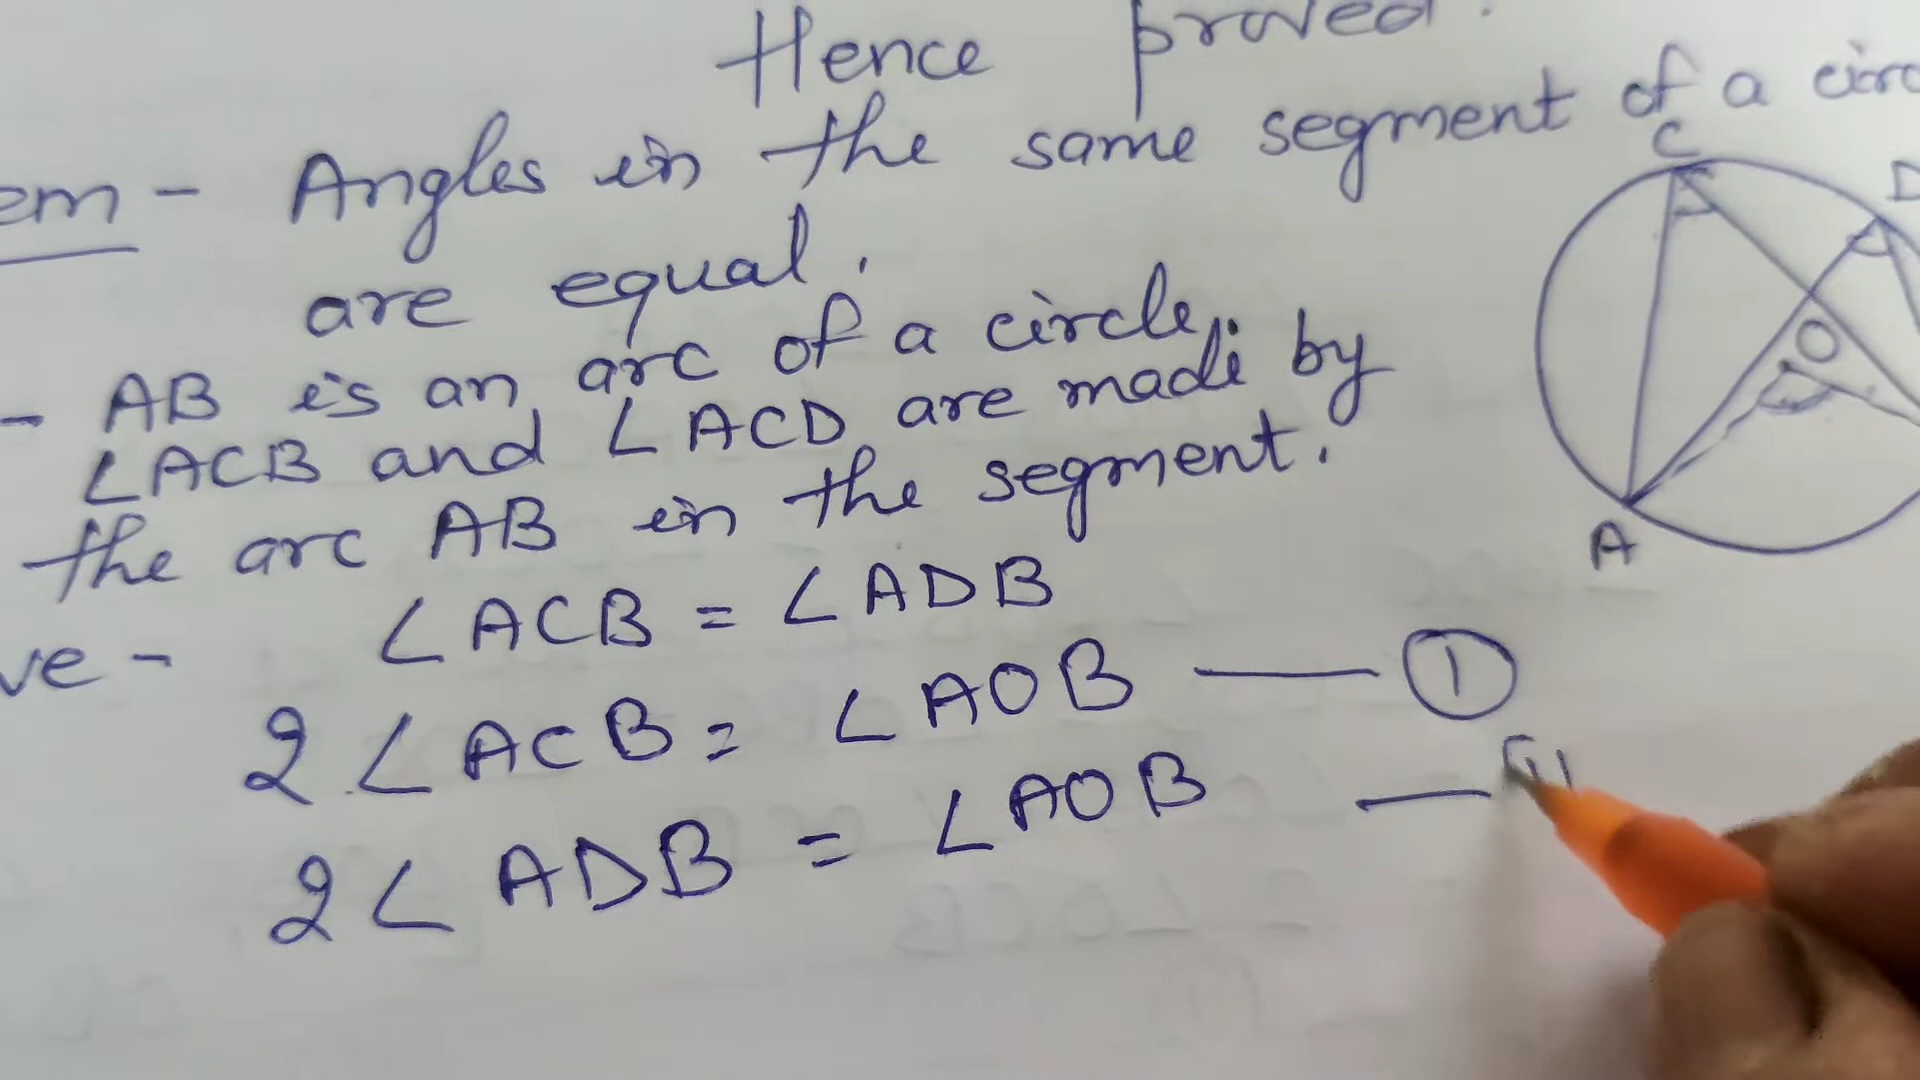 Hence proved.
em - Angles in the same segment of a circ
are equal.
- AB is an arc of a circle,
∠ACB and ∠ACD are made by
the arc AB in the segment.
ve - ∠ACB = ∠ADB
2∠ACB = ∠AOB — 1
2∠ADB = ∠AOB —
C
D
O
A